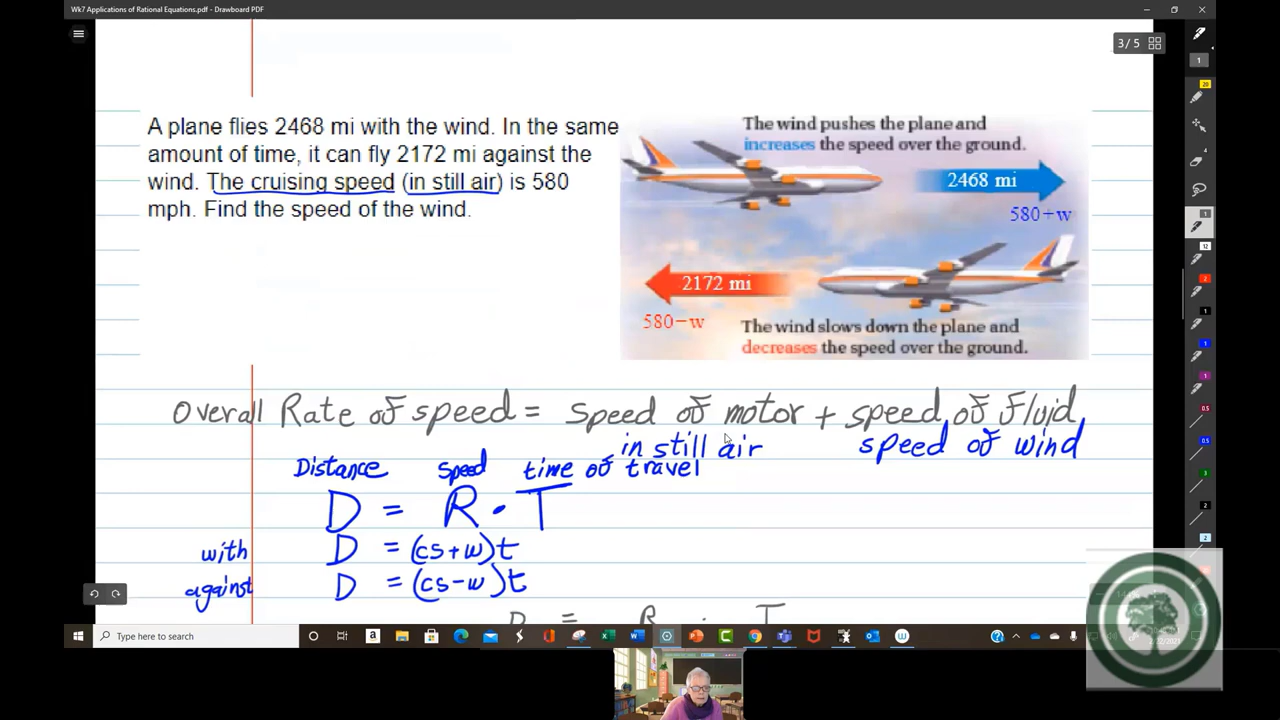 Wk7 Applications of Rational Equations.pdf - Drawboard PDF
3/5
A plane flies 2468 mi with the wind. In the same
amount of time, it can fly 2172 mi against the
wind. The cruising speed (in still air) is 580
mph. Find the speed of the wind.
The wind pushes the plane and
increases the speed over the ground.
2468 mi
580+w
2172 mi
580-w
The wind slows down the plane and
decreases the speed over the ground.
Overall Rate of speed = Speed of motor + speed of fluid
in still air speed of wind
Distance speed time of travel
D = R · T
with D = (cs+w)t
against D = (cs-w)t
D = R · T
Type here to search